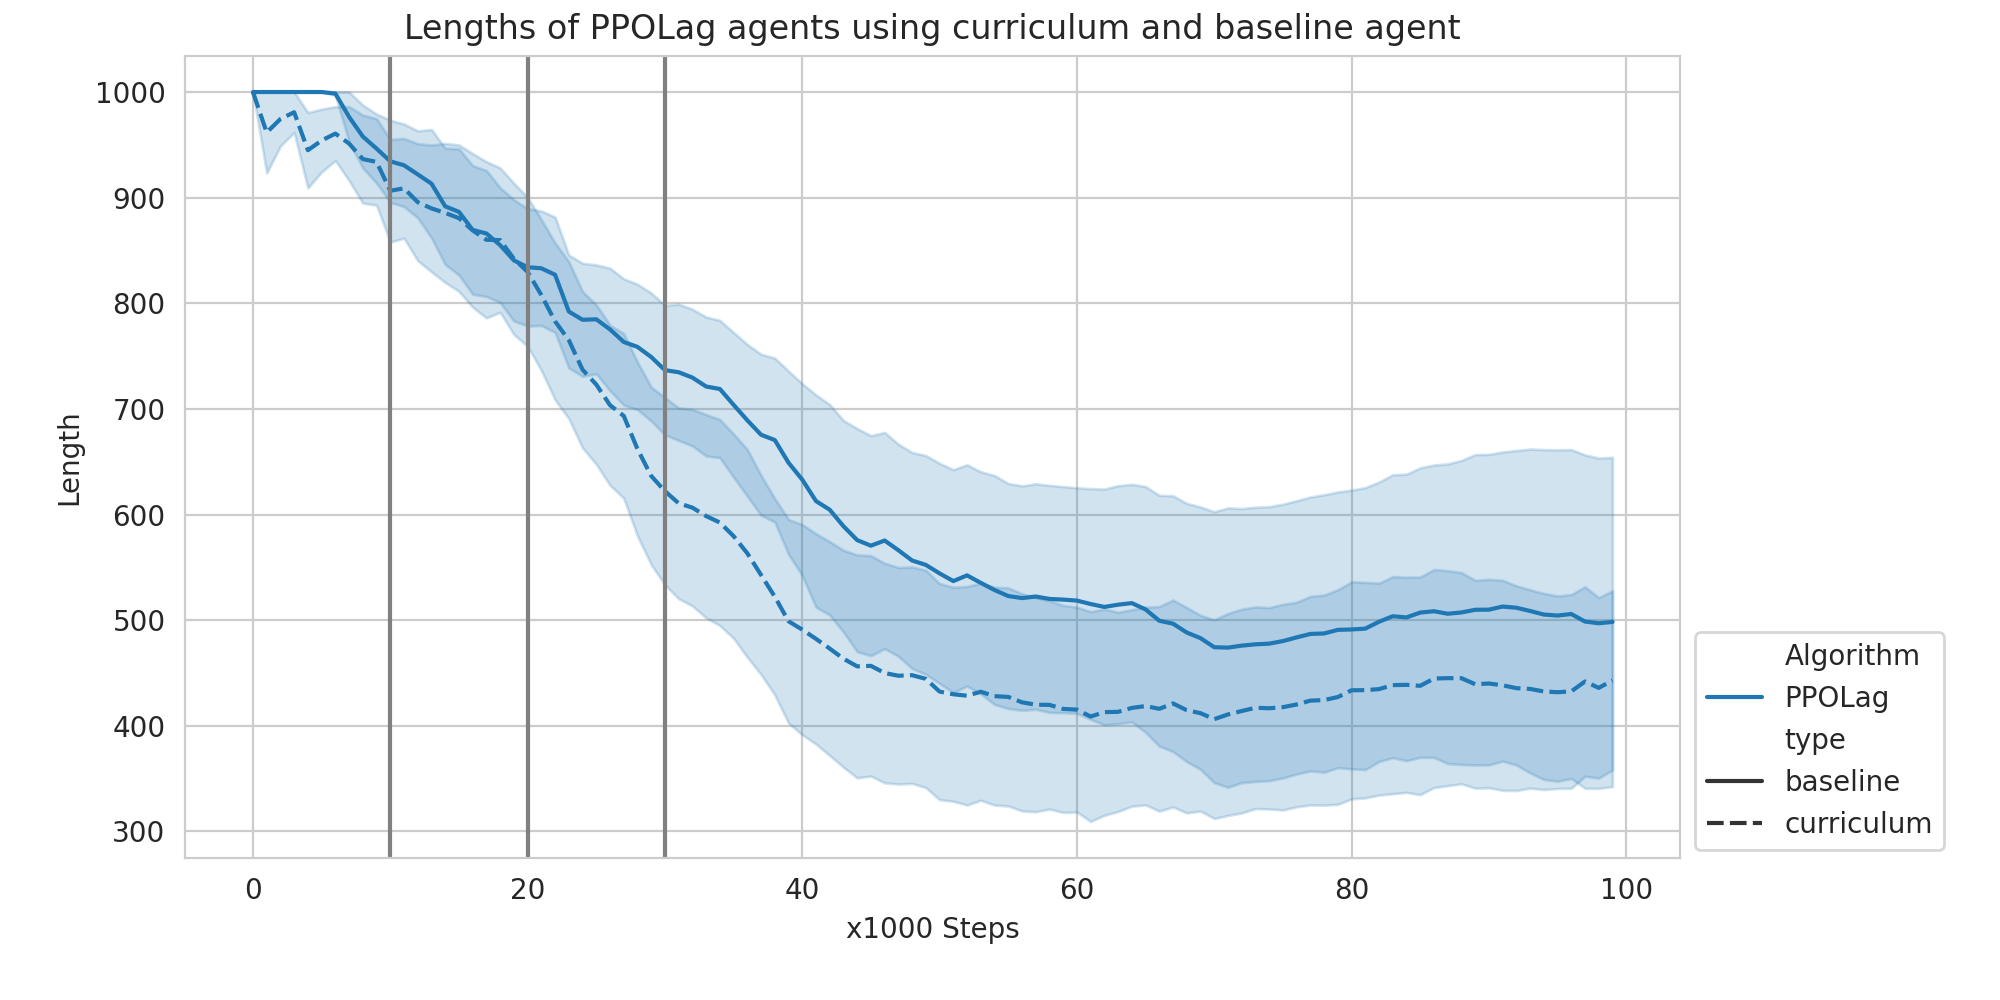 Lengths of PPOLag agents using curriculum and baseline agent
1000
900
800
700
600
500
400
300
Length
0 20 40 60 80 100
x1000 Steps
Algorithm
PPOLag
type
baseline
curriculum